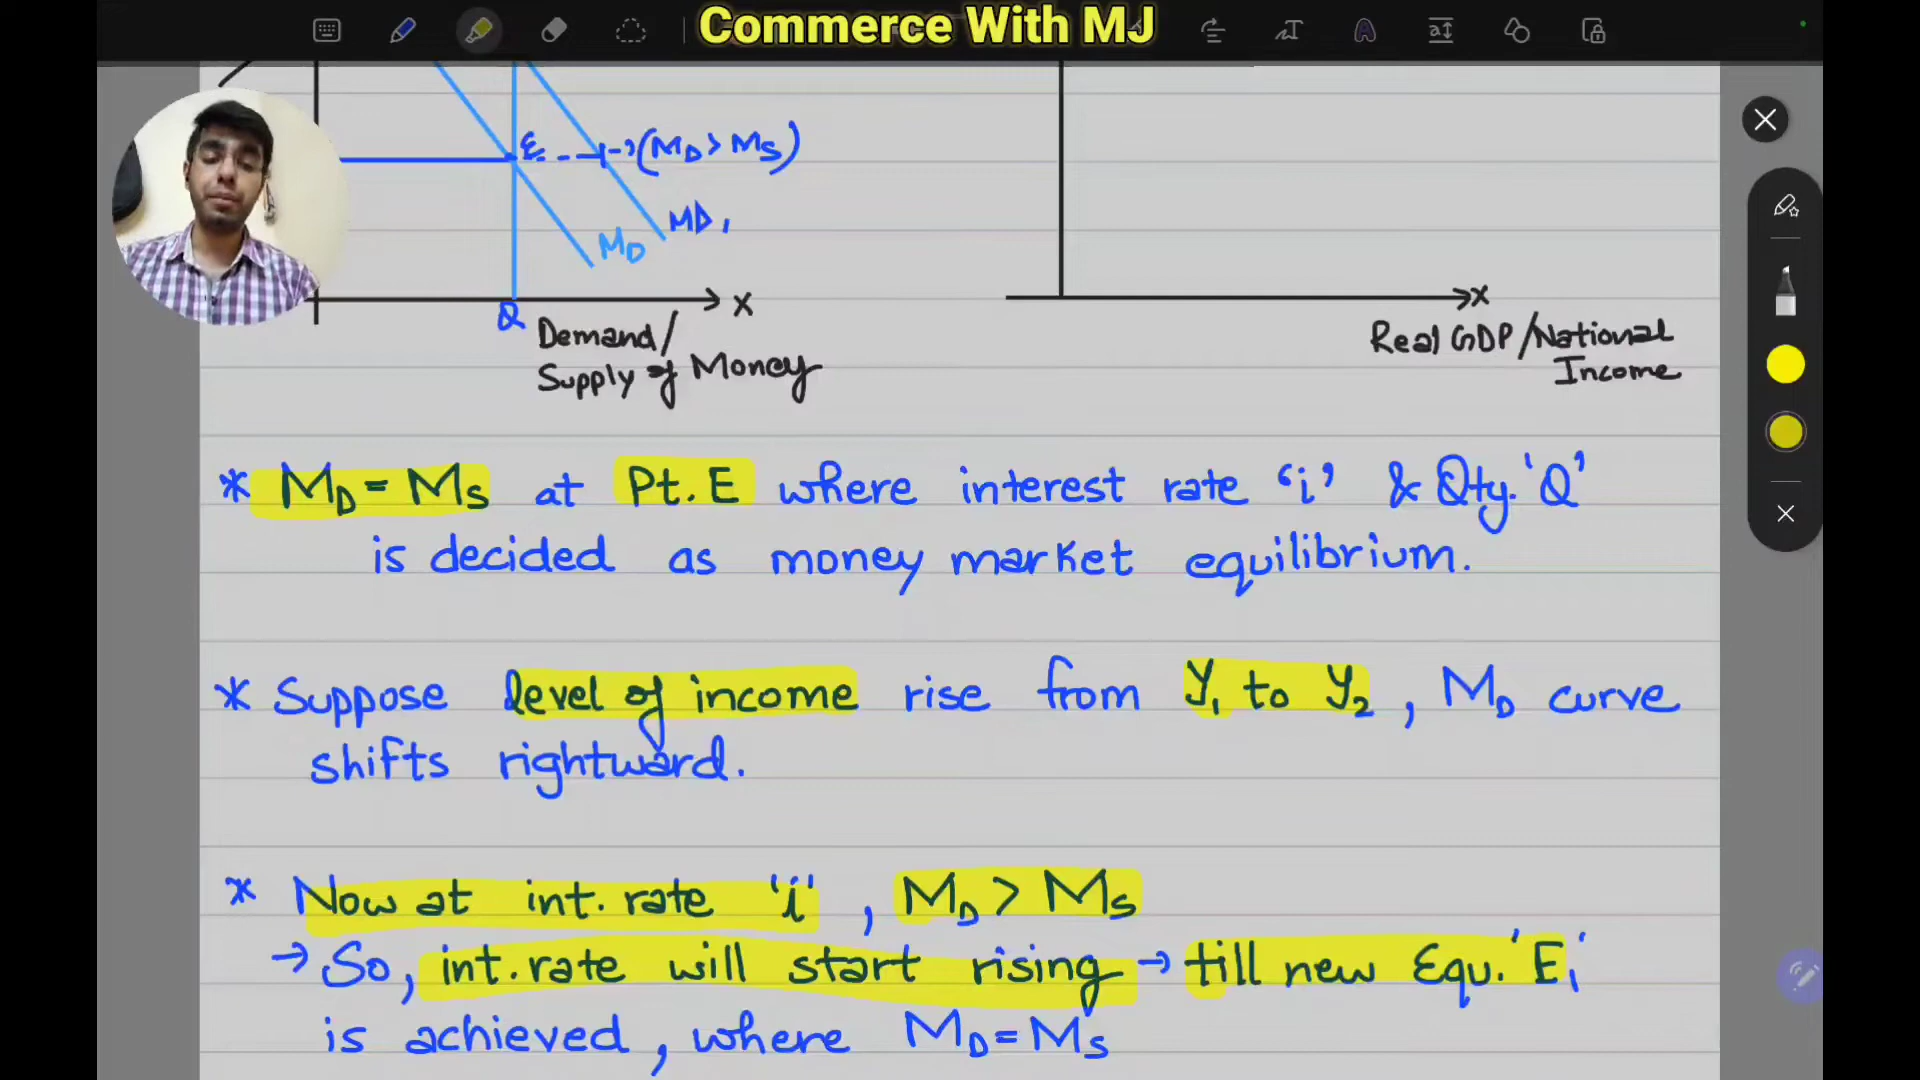 Commerce With MJ
E
(MD > MS)
MD1
MD
Q
X
Demand/
Supply of Money
X
Real GDP/National
Income
* MD = MS at Pt. E where interest rate 'i' & Qty. 'Q'
is decided as money market equilibrium.
* Suppose level of income rise from Y1 to Y2, MD curve
shifts rightward.
* Now at int. rate 'i', MD > MS
→ So, int. rate will start rising → till new Equ. 'E1'
is achieved, where MD = MS